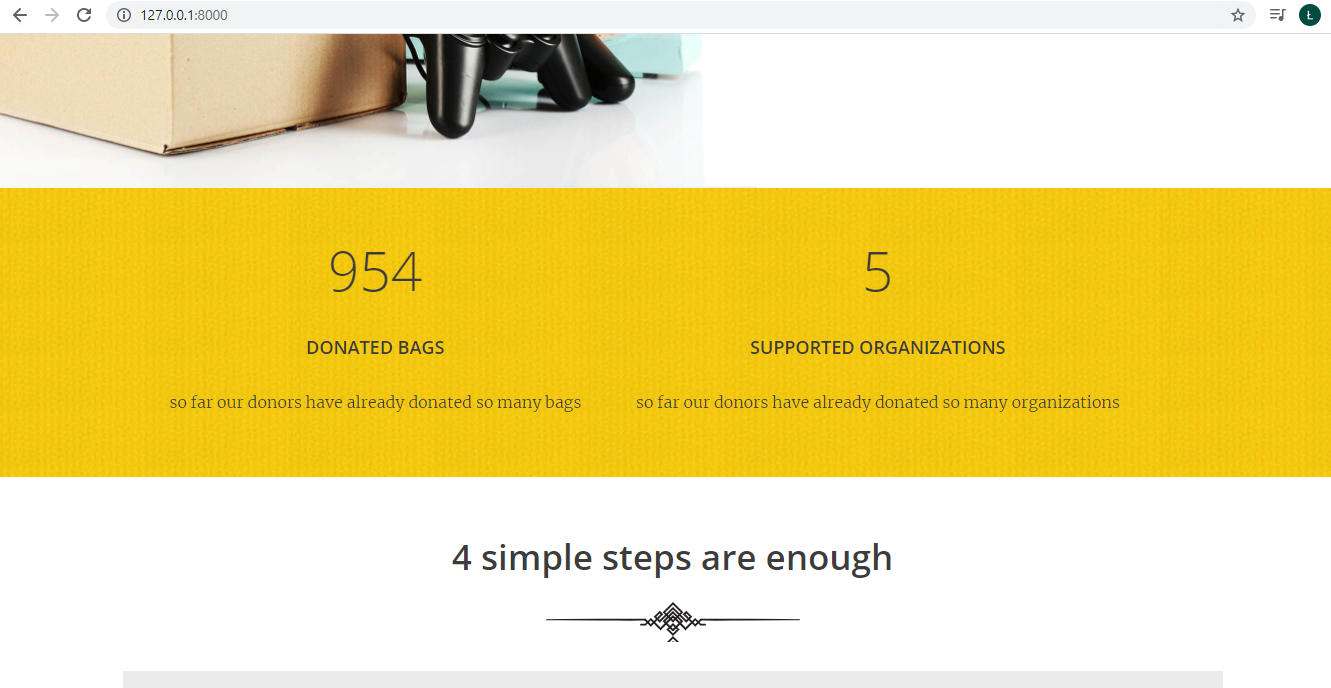 127.0.0.1:8000
Ł
954
5
DONATED BAGS
SUPPORTED ORGANIZATIONS
so far our donors have already donated so many bags
so far our donors have already donated so many organizations
4 simple steps are enough